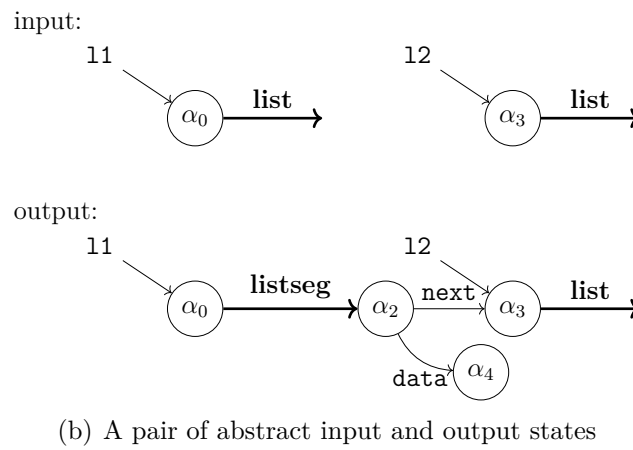 input:
l1 l2
α₀ list α₃ list
output:
l1 l2
α₀ listseg α₂ next α₃ list
data α₄
(b) A pair of abstract input and output states